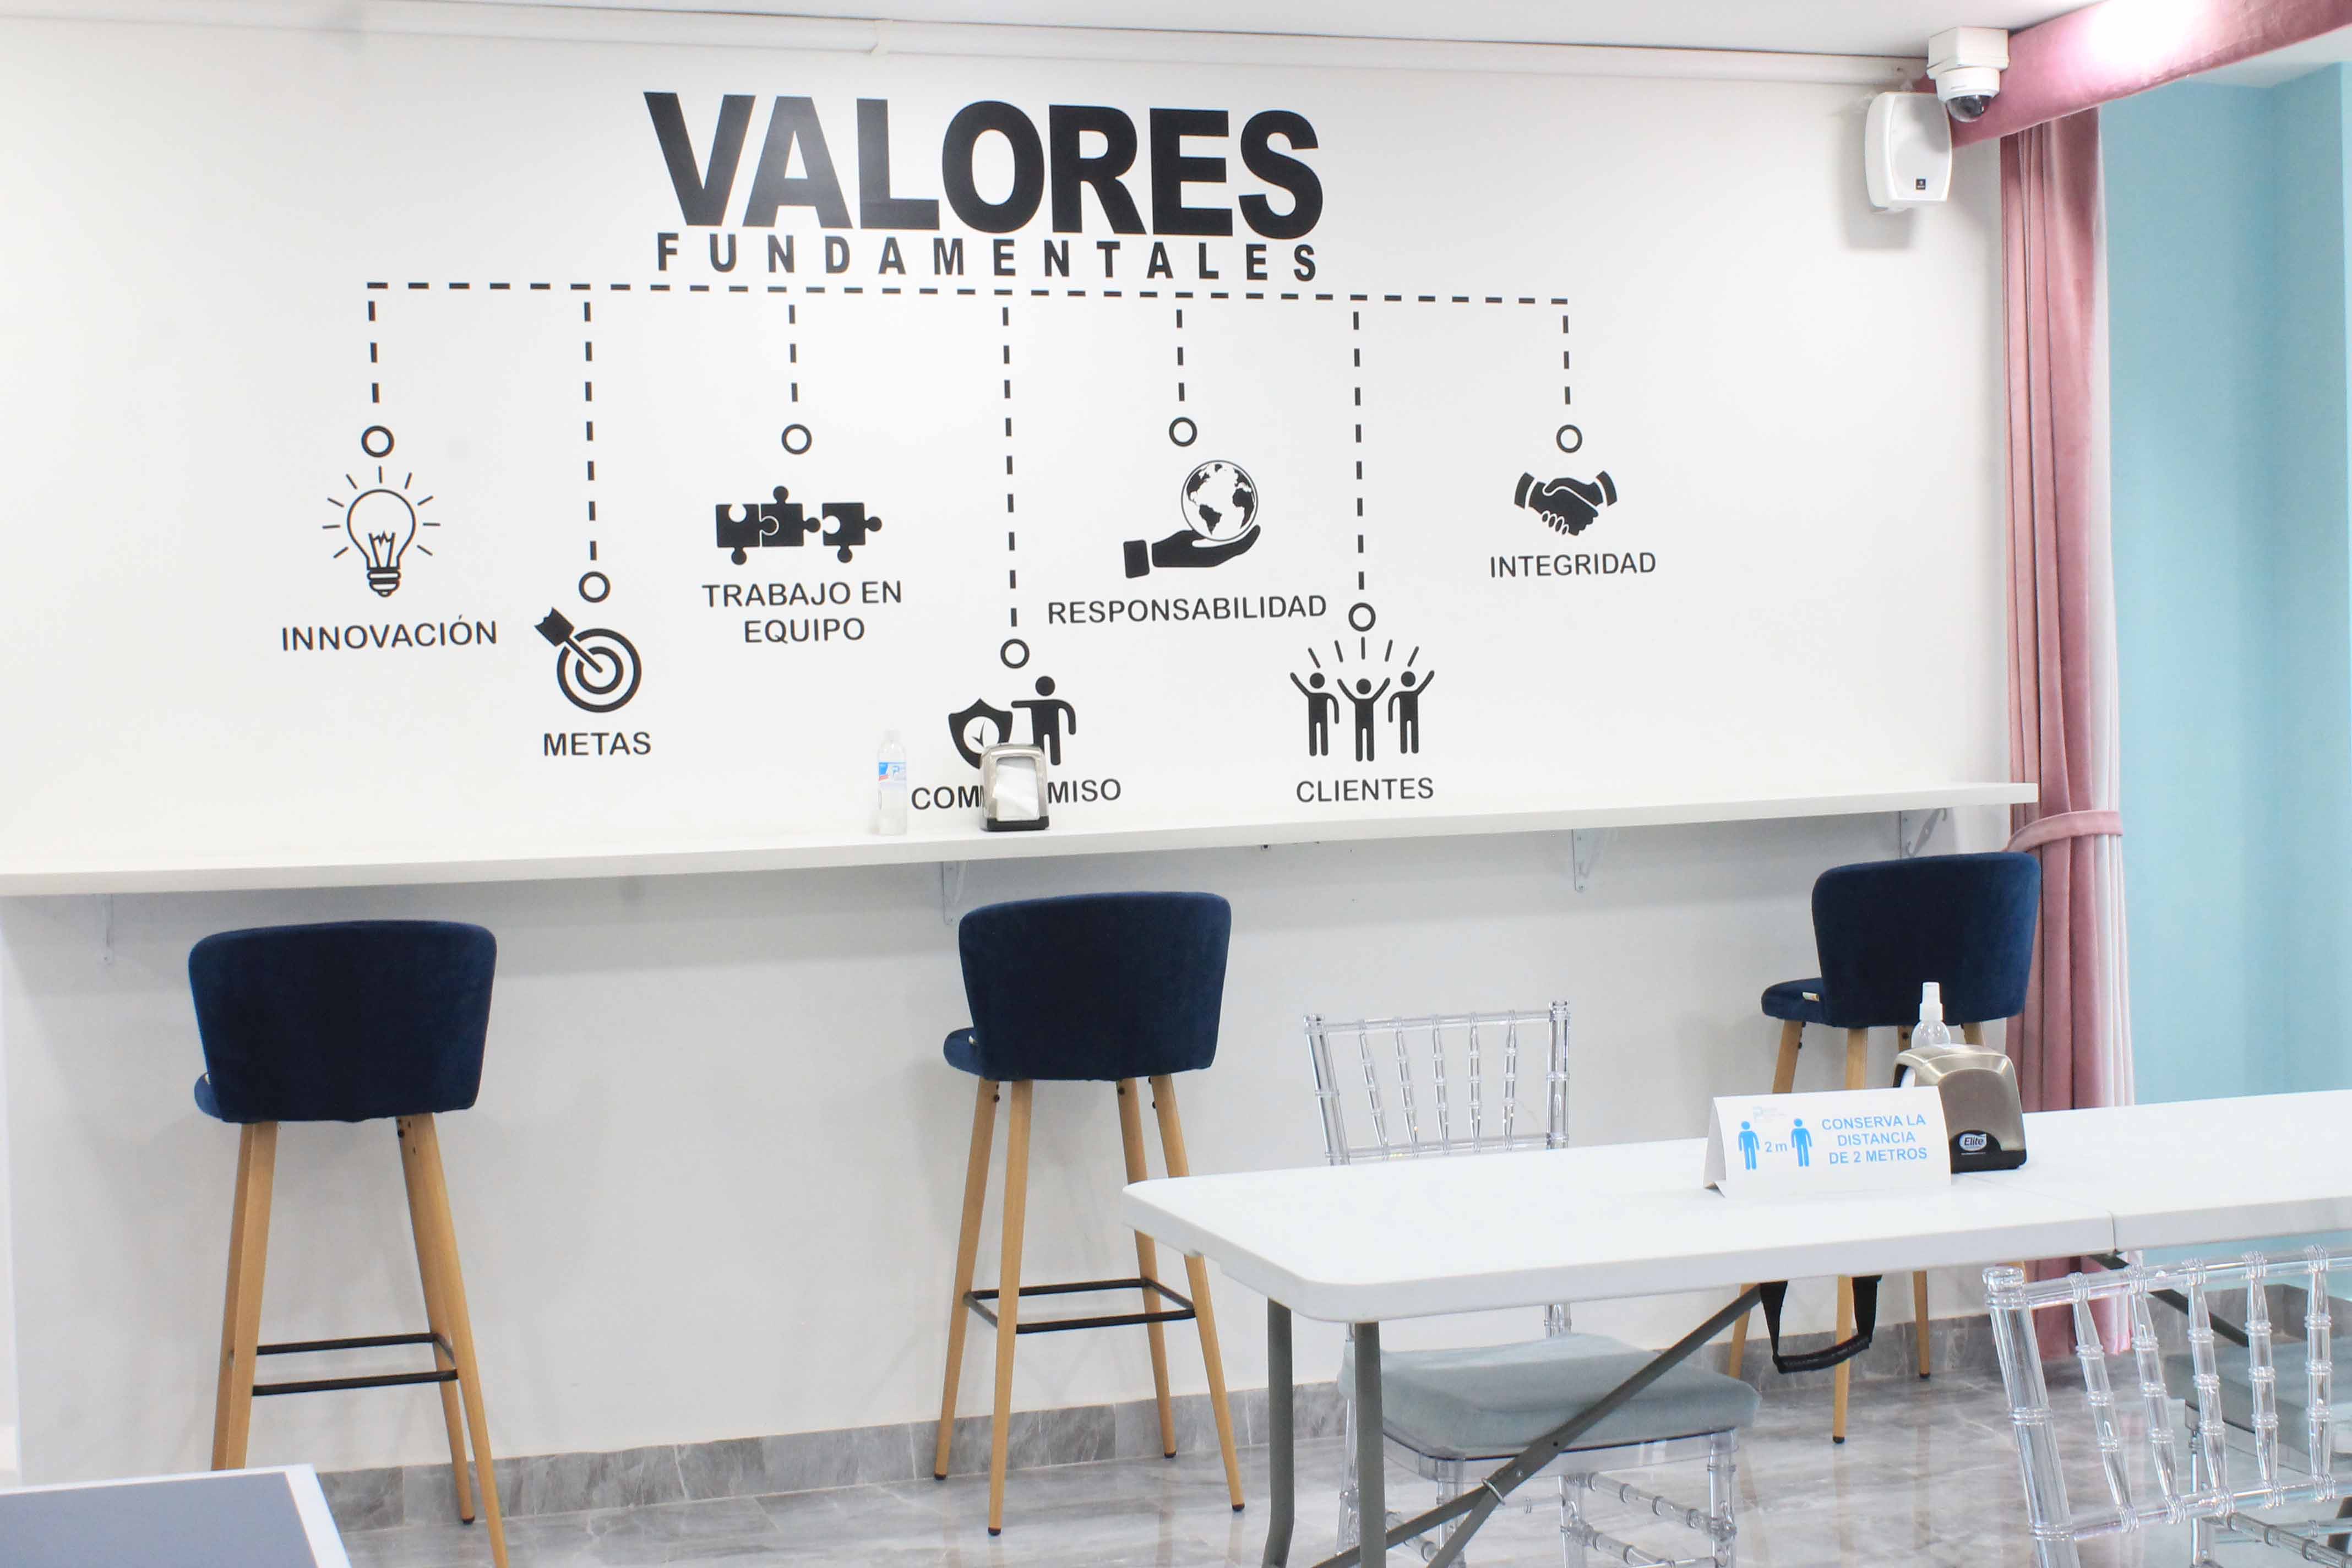 VALORES
FUNDAMENTALES
INNOVACIÓN
METAS
TRABAJO EN
EQUIPO
COM MISO
RESPONSABILIDAD
CLIENTES
INTEGRIDAD
2 m
CONSERVA LA
DISTANCIA
DE 2 METROS
Elite